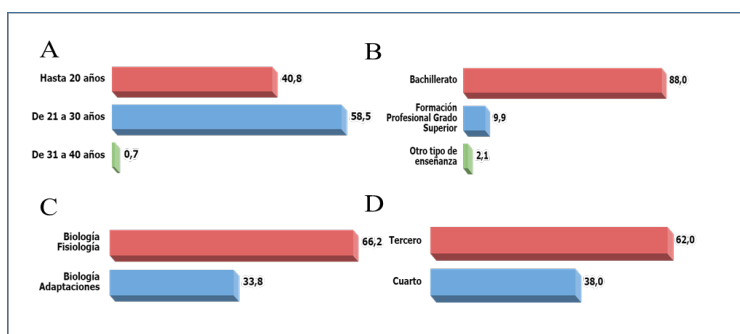 A
Hasta 20 años
40,8
De 21 a 30 años
58,5
De 31 a 40 años
0,7
B
Bachillerato
88,0
Formación
Profesional Grado
Superior
9,9
Otro tipo de
enseñanza
2,1
C
Biología
Fisiología
66,2
Biología
Adaptaciones
33,8
D
Tercero
62,0
Cuarto
38,0